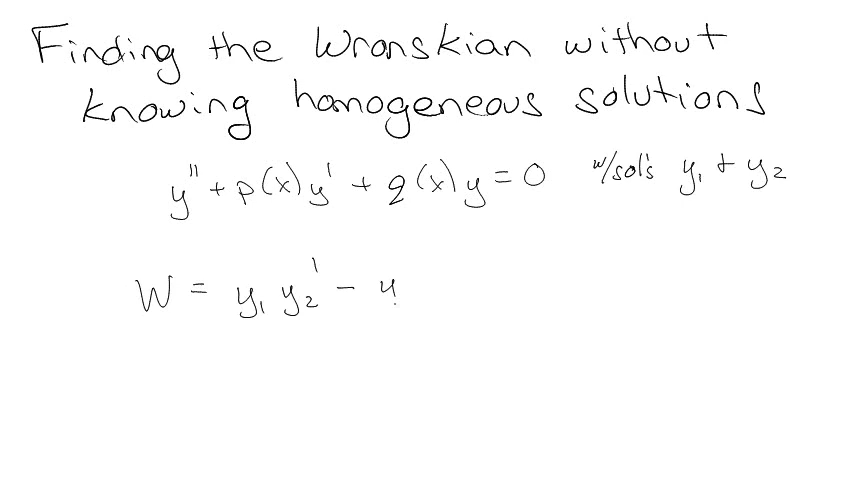 Finding the Wronskian without
knowing homogeneous solutions
y'' + p(x)y' + q(x)y = 0 w/sol's y₁ + y₂
W = y₁ y₂' - y